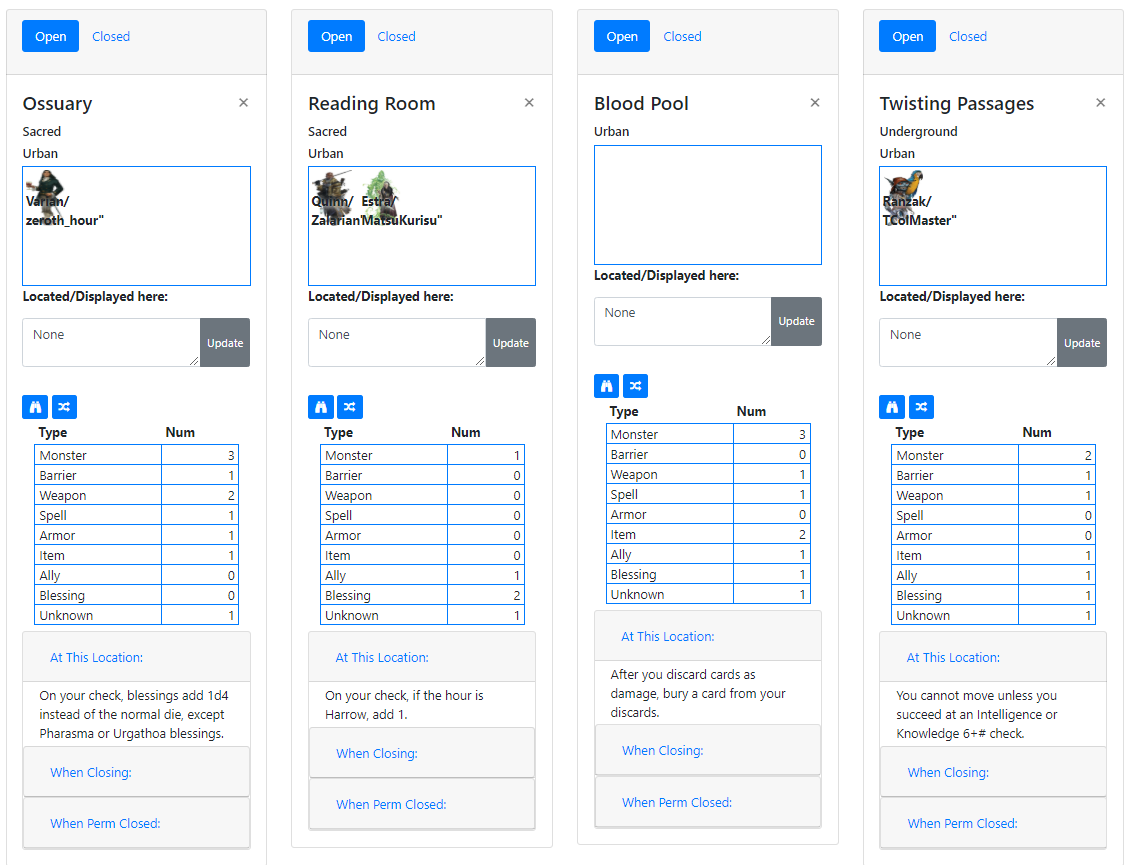 Open Closed
Ossuary ×
Sacred
Urban
Varian/
zeroth_hour"
Located/Displayed here:
None
Update
Type Num
Monster 3
Barrier 1
Weapon 2
Spell 1
Armor 1
Item 1
Ally 0
Blessing 0
Unknown 1
At This Location:
On your check, blessings add 1d4
instead of the normal die, except
Pharasma or Urgathoa blessings.
When Closing:
When Perm Closed:
Open Closed
Reading Room ×
Sacred
Urban
Quinn/ Estra/
Zalarian"MatsuKurisu"
Located/Displayed here:
None
Update
Type Num
Monster 1
Barrier 0
Weapon 0
Spell 0
Armor 0
Item 0
Ally 1
Blessing 2
Unknown 1
At This Location:
On your check, if the hour is
Harrow, add 1.
When Closing:
When Perm Closed:
Open Closed
Blood Pool ×
Urban
Located/Displayed here:
None
Update
Type Num
Monster 3
Barrier 0
Weapon 1
Spell 1
Armor 0
Item 2
Ally 1
Blessing 1
Unknown 1
At This Location:
After you discard cards as
damage, bury a card from your
discards.
When Closing:
When Perm Closed:
Open Closed
Twisting Passages ×
Underground
Urban
Ranzak/
TColMaster"
Located/Displayed here:
None
Update
Type Num
Monster 2
Barrier 1
Weapon 1
Spell 0
Armor 0
Item 1
Ally 1
Blessing 1
Unknown 1
At This Location:
You cannot move unless you
succeed at an Intelligence or
Knowledge 6+# check.
When Closing:
When Perm Closed: